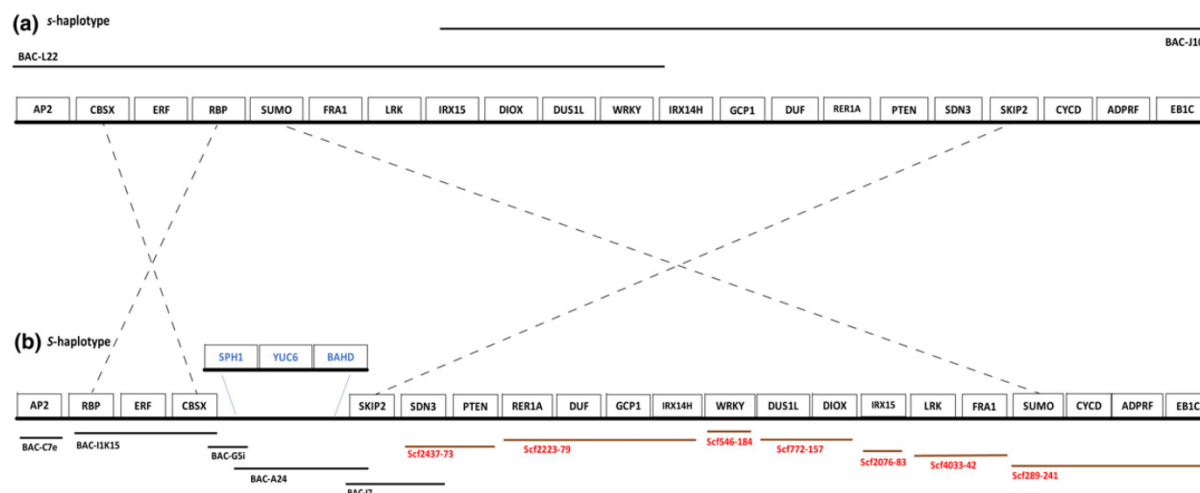 (a) s-haplotype
BAC-J10
BAC-L22
AP2 CBSX ERF RBP SUMO FRA1 LRK IRX15 DIOX DUS1L WRKY IRX14H GCP1 DUF RER1A PTEN SDN3 SKIP2 CYCD ADPRF EB1C
(b) S-haplotype
SPH1 YUC6 BAHD
AP2 RBP ERF CBSX SKIP2 SDN3 PTEN RER1A DUF GCP1 IRX14H WRKY DUS1L DIOX IRX15 LRK FRA1 SUMO CYCD ADPRF EB1C
BAC-C7e BAC-I1K15 BAC-G5i Scf2437-73 Scf2223-79 Scf546-184 Scf772-157 Scf2076-83 Scf4033-42 Scf289-241
BAC-A24